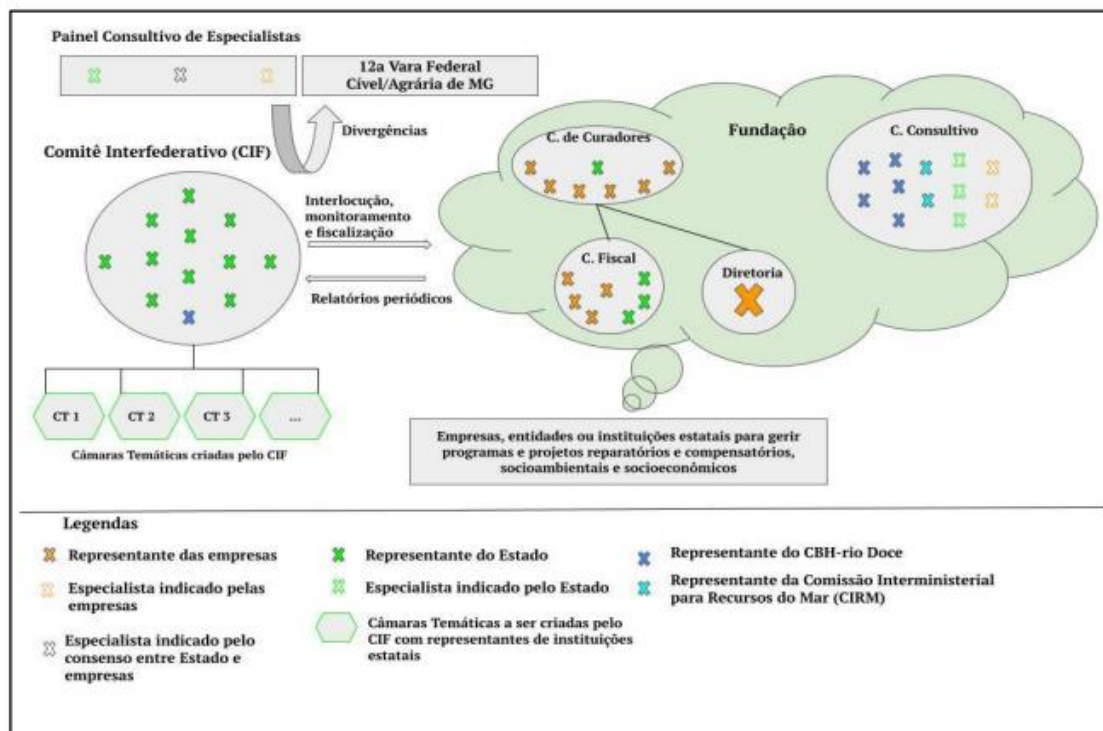 Painel Consultivo de Especialistas
12a Vara Federal
Cível/Agrária de MG
Divergências
Comitê Interfederativo (CIF)
Interlocução,
monitoramento
e fiscalização
Relatórios periódicos
Fundação
C. de Curadores
C. Consultivo
C. Fiscal
Diretoria
CT 1
CT 2
CT 3
...
Câmaras Temáticas criadas pelo CIF
Empresas, entidades ou instituições estatais para gerir
programas e projetos reparatórios e compensatórios,
socioambientais e socioeconômicos
Legendas
Representante das empresas
Especialista indicado pelas
empresas
Especialista indicado pelo
consenso entre Estado e
empresas
Representante do Estado
Especialista indicado pelo Estado
Câmaras Temáticas a ser criadas pelo
CIF com representantes de instituições
estatais
Representante do CBH-rio Doce
Representante da Comissão Interministerial
para Recursos do Mar (CIRM)